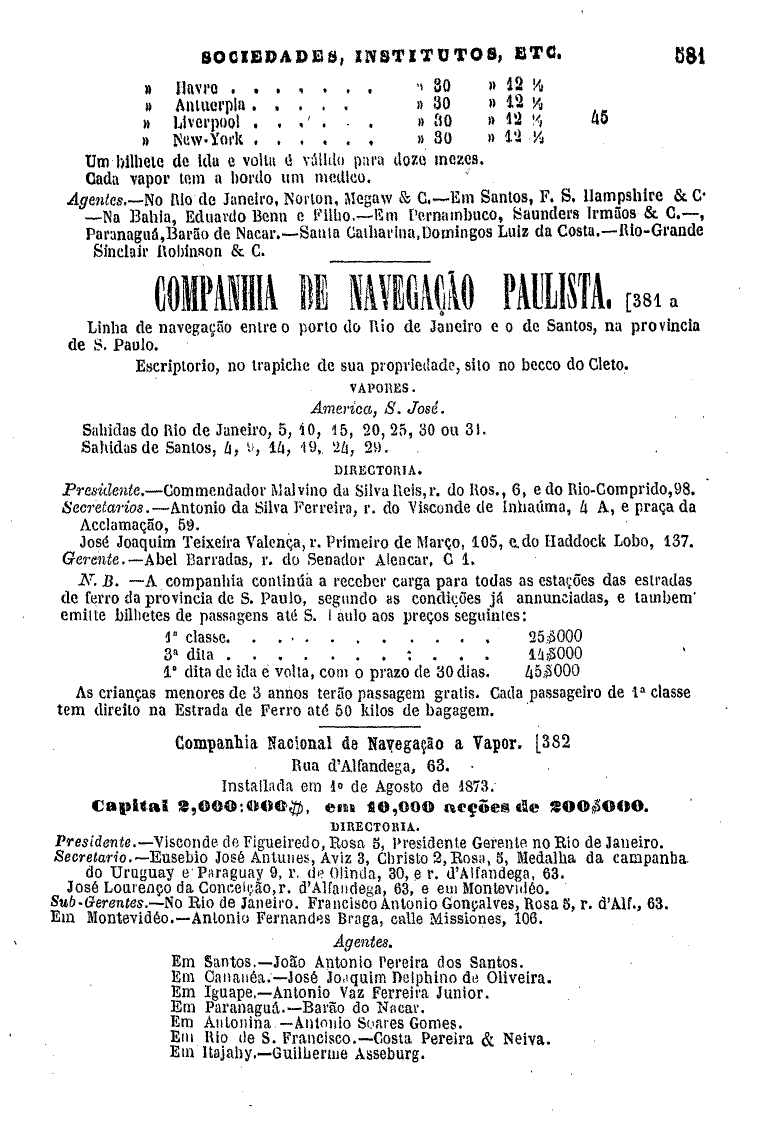 SOCIEDADES, INSTITUTOS, ETC. 581
» Havre . . . . . . . » 30 » 12 ½
» Antuerpia . . . . . » 30 » 12 ½
» Liverpool . . . . . » 30 » 12 ½ 45
» New-York . . . . . . » 30 » 12 ½
Um bilhete de ida e volta é válido para doze mezes.
Cada vapor tem a bordo um medico.
Agentes.—No Rio de Janeiro, Norton, Megaw & C.—Em Santos, F. S. Hampshire & C.
—Na Bahia, Eduardo Benn e Filho.—Em Pernambuco, Saunders Irmãos & C.—,
Paranaguá,Barão de Nacar.—Santa Catharina,Domingos Luiz da Costa.—Rio-Grande
Sinclair Robinson & C.
COMPANHIA DE NAVEGAÇÃO PAULISTA. [381 a
Linha de navegação entre o porto do Rio de Janeiro e o de Santos, na provincia
de S. Paulo.
Escriptorio, no trapiche de sua propriedade, sito no becco do Cleto.
VAPORES.
America, S. José.
Sahidas do Rio de Janeiro, 5, 10, 15, 20, 25, 30 ou 31.
Sahidas de Santos, 4, 9, 14, 19, 24, 29.
DIRECTORIA.
Presidente.—Commendador Malvino da Silva Reis, r. do Ros., 6, e do Rio-Comprido,98.
Secretarios.—Antonio da Silva Ferreira, r. do Visconde de Inhaúma, 4 A, e praça da
Acclamação, 59.
José Joaquim Teixeira Valença, r. Primeiro de Março, 105, e do Haddock Lobo, 137.
Gerente.—Abel Barradas, r. do Senador Alencar, C 1.
N. B. —A companhia continúa a receber carga para todas as estações das estradas
de ferro da provincia de S. Paulo, segundo as condições já annunciadas, e tambem
emitte bilhetes de passagens até S. Paulo aos preços seguintes:
1ª classe. . . . . . . . . . . 25$000
3ª dita . . . . . . . . : . . . 14$000
1ª dita de ida e volta, com o prazo de 30 dias. 45$000
As crianças menores de 3 annos terão passagem gratis. Cada passageiro de 1ª classe
tem direito na Estrada de Ferro até 50 kilos de bagagem.
Companhia Nacional de Navegação a Vapor. [382
Rua d'Alfandega, 63.
Installada em 1º de Agosto de 1873.
Capital 2,000:000$, em 10,000 acções de 200$000.
DIRECTORIA.
Presidente.—Visconde de Figueiredo, Rosa 5, Presidente Gerente no Rio de Janeiro.
Secretario.—Eusebio José Antunes, Aviz 3, Christo 2, Rosa, 5, Medalha da campanha
do Uruguay e Paraguay 9, r. de Olinda, 30, e r. d'Alfandega, 63.
José Lourenço da Conceição, r. d'Alfandega, 63, e em Montevidéo.
Sub-Gerentes.—No Rio de Janeiro. Francisco Antonio Gonçalves, Rosa 5, r. d'Alf., 63.
Em Montevidéo.—Antonio Fernandes Braga, calle Missiones, 106.
Agentes.
Em Santos.—João Antonio Pereira dos Santos.
Em Cananéa.—José Joaquim Delphino de Oliveira.
Em Iguape.—Antonio Vaz Ferreira Junior.
Em Paranaguá.—Barão do Nacar.
Em Antonina.—Antonio Soares Gomes.
Em Rio de S. Francisco.—Costa Pereira & Neiva.
Em Itajahy.—Guilherme Asseburg.